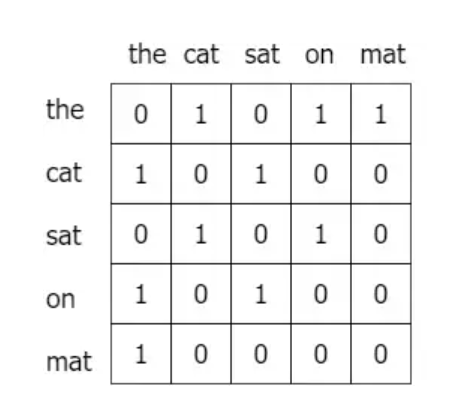 the cat sat on mat
the 0 1 0 1 1
cat 1 0 1 0 0
sat 0 1 0 1 0
on 1 0 1 0 0
mat 1 0 0 0 0